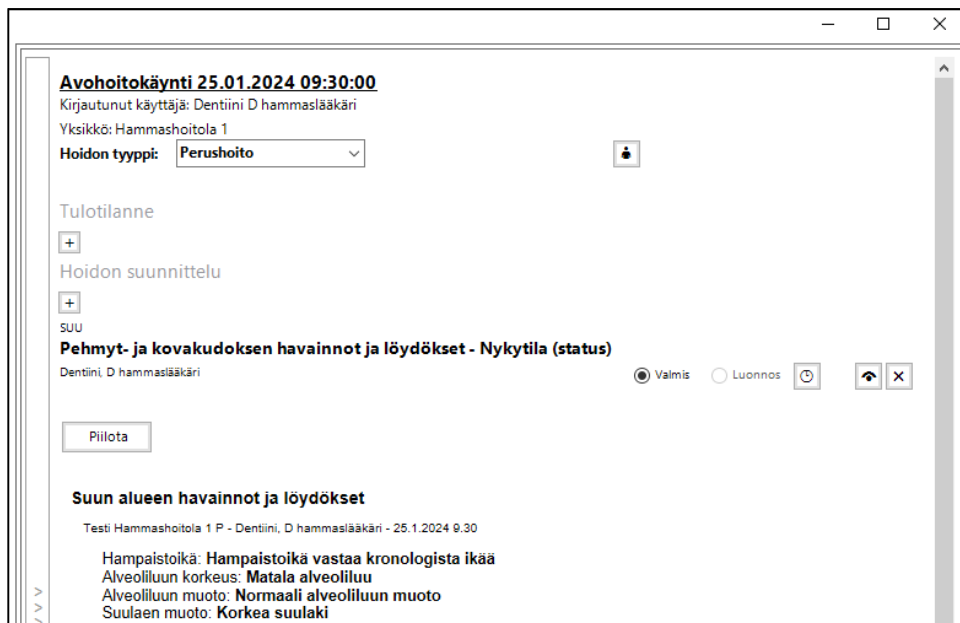 Avohoitokäynti 25.01.2024 09:30:00
Kirjautunut käyttäjä: Dentiini D hammaslääkäri
Yksikkö: Hammashoitola 1
Hoidon tyyppi: Perushoito
Tulotilanne
+
Hoidon suunnittelu
+
SUU
Pehmyt- ja kovakudoksen havainnot ja löydökset - Nykytila (status)
Dentiini, D hammaslääkäri Valmis Luonnos
Piilota
Suun alueen havainnot ja löydökset
Testi Hammashoitola 1 P - Dentiini, D hammaslääkäri - 25.1.2024 9.30
Hampaistoikä: Hampaistoikä vastaa kronologista ikää
Alveoliluun korkeus: Matala alveoliluu
Alveoliluun muoto: Normaali alveoliluun muoto
Suulaen muoto: Korkea suulaki